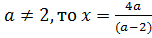 a ≠ 2, то x = 4a/(a−2)